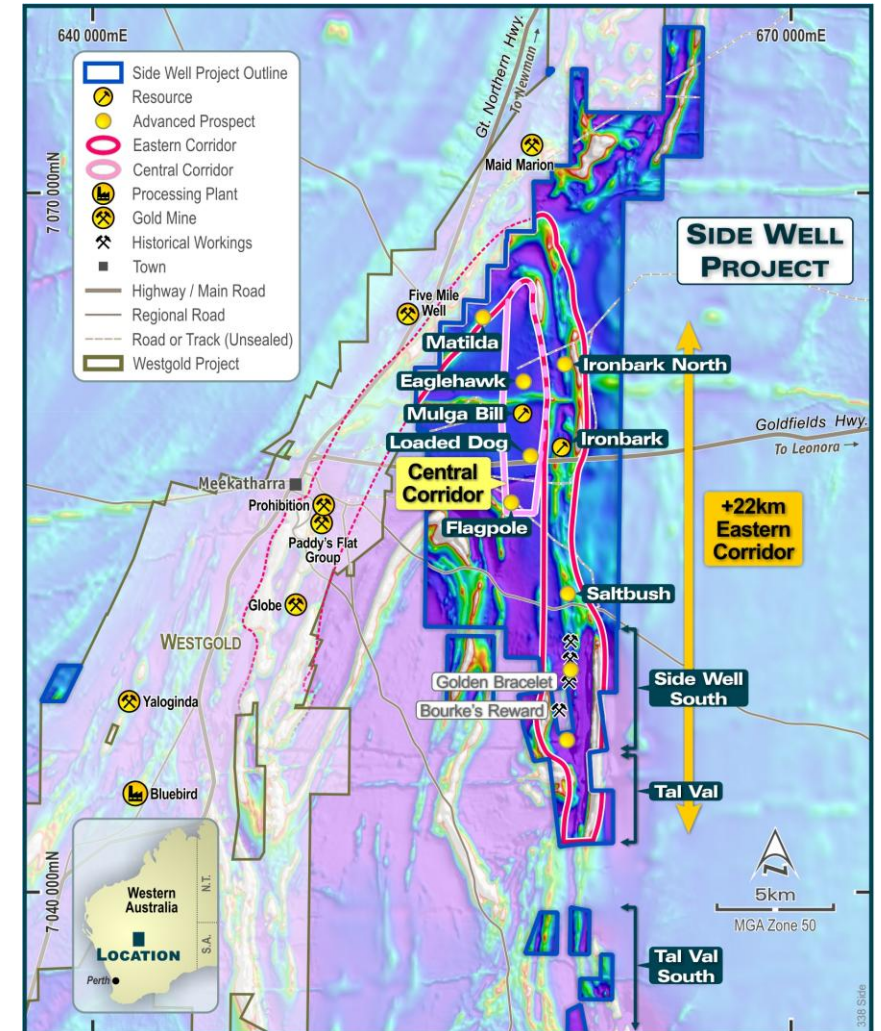 640 000mE
670 000mE
Gt. Northern Hwy.
To Newman →
Side Well Project Outline
Resource
Advanced Prospect
Eastern Corridor
Central Corridor
Processing Plant
Gold Mine
Historical Workings
Town
Highway / Main Road
Regional Road
Road or Track (Unsealed)
Westgold Project
Maid Marion
7 070 000mN
SIDE WELL
PROJECT
Five Mile
Well
Matilda
Ironbark North
Eaglehawk
Mulga Bill
Loaded Dog
Ironbark
Goldfields Hwy.
To Leonora →
Central
Corridor
Meekatharra
Prohibition
Paddy's Flat
Group
Flagpole
+22km
Eastern
Corridor
Saltbush
Globe
WESTGOLD
Golden Bracelet
Bourke's Reward
Side Well
South
Yaloginda
Bluebird
Tal Val
7 040 000mN
Western
Australia
N.T.
S.A.
LOCATION
Perth
N
5km
MGA Zone 50
Tal Val
South
338 Side